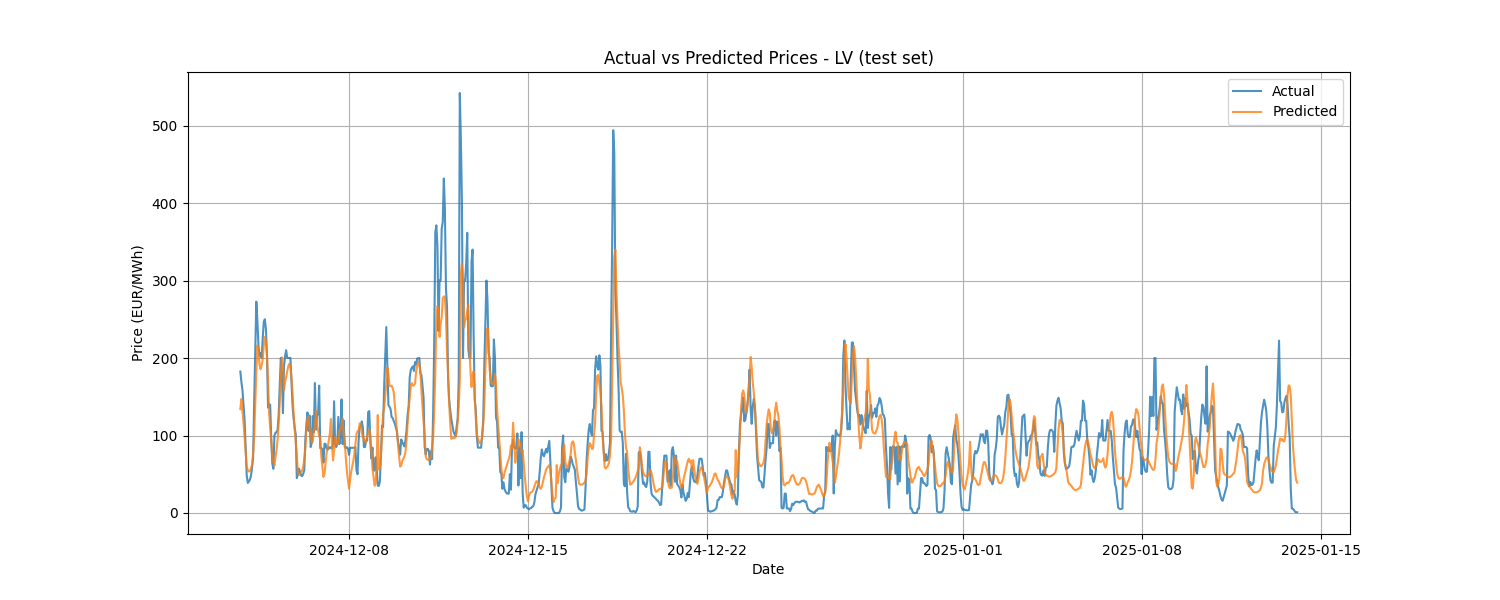 Actual vs Predicted Prices - LV (test set)
Actual
Predicted
Price (EUR/MWh)
500
400
300
200
100
0
2024-12-08
2024-12-15
2024-12-22
2025-01-01
2025-01-08
2025-01-15
Date